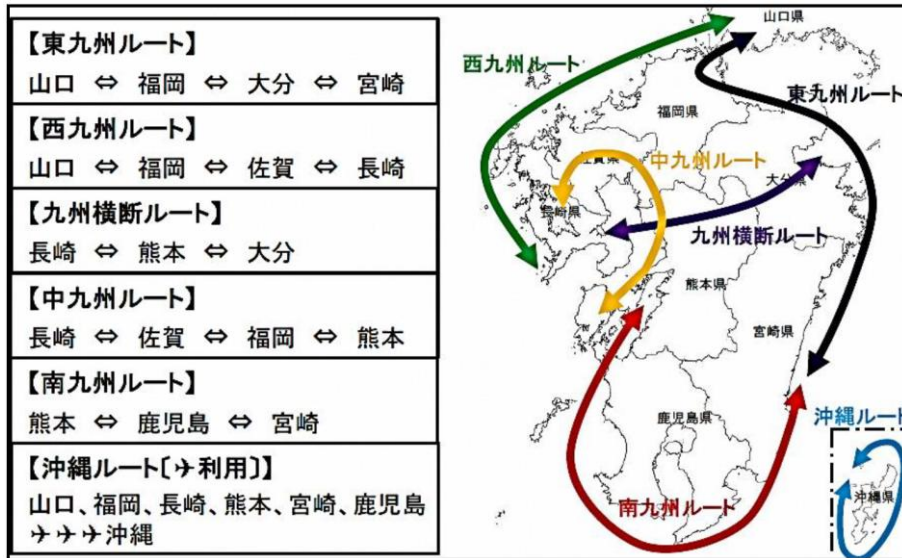 【東九州ルート】
山口 ⇔ 福岡 ⇔ 大分 ⇔ 宮崎
【西九州ルート】
山口 ⇔ 福岡 ⇔ 佐賀 ⇔ 長崎
【九州横断ルート】
長崎 ⇔ 熊本 ⇔ 大分
【中九州ルート】
長崎 ⇔ 佐賀 ⇔ 福岡 ⇔ 熊本
【南九州ルート】
熊本 ⇔ 鹿児島 ⇔ 宮崎
【沖縄ルート〔✈利用〕】
山口、福岡、長崎、熊本、宮崎、鹿児島
✈✈✈沖縄
山口県
西九州ルート
東九州ルート
福岡県
佐賀県
中九州ルート
大分県
長崎県
九州横断ルート
熊本県
宮崎県
鹿児島県
沖縄ルート
沖縄県
南九州ルート